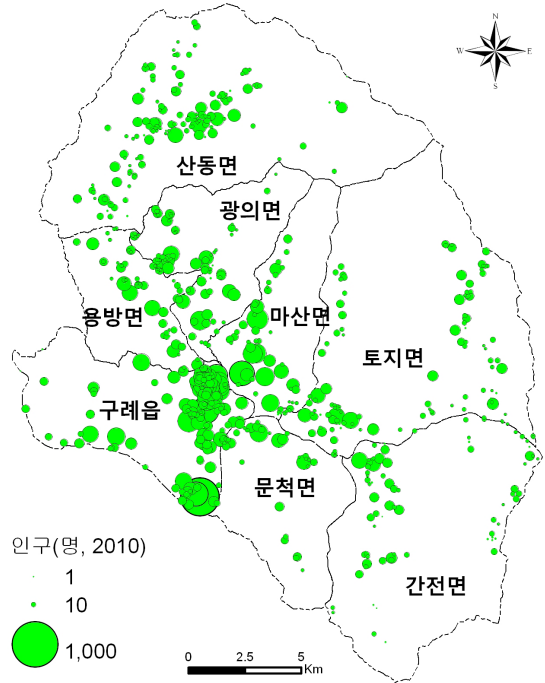 N
W E
S
산동면
광의면
용방면
마산면
토지면
구례읍
문척면
간전면
인구(명, 2010)
1
10
1,000
0 2.5 5
Km